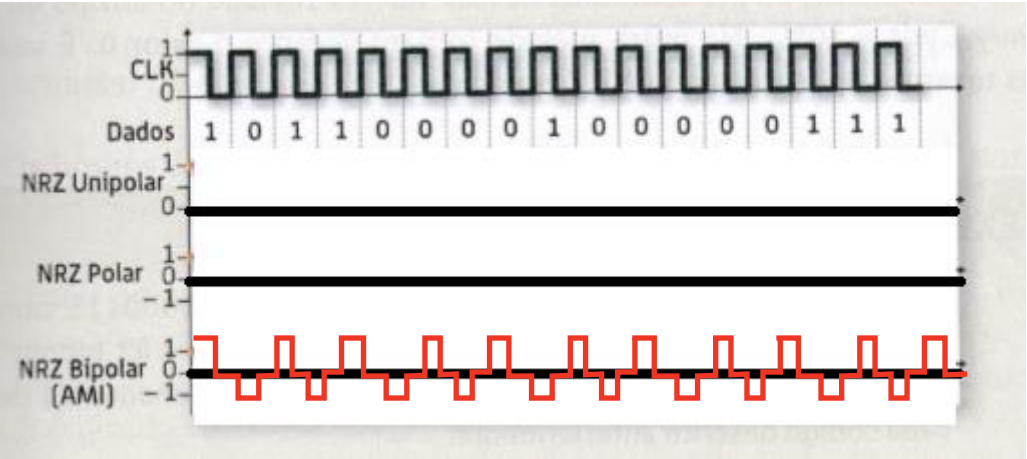 1
CLK
0
Dados 1 0 1 1 0 0 0 0 1 0 0 0 0 0 1 1 1
1
NRZ Unipolar
0
1
NRZ Polar 0
-1
1
NRZ Bipolar 0
(AMI) -1